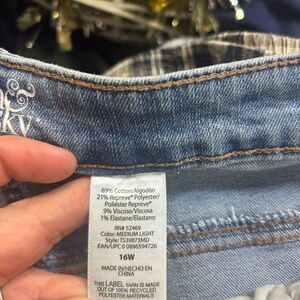 KV
69% Cotton/Algodón
21% Repreve® Polyester/
Poliéster Repreve®
9% Viscose/Viscosa
1% Elastane/Elastano
RN# 52469
Color: MEDIUM LIGHT
Style: TS39873MD
EAN/UPC 0 0886594726
16W
MADE IN/HECHO EN
CHINA
THIS LABEL YARN IS MADE
OUT OF 100% RECYCLED
POLYESTER MATERIALS